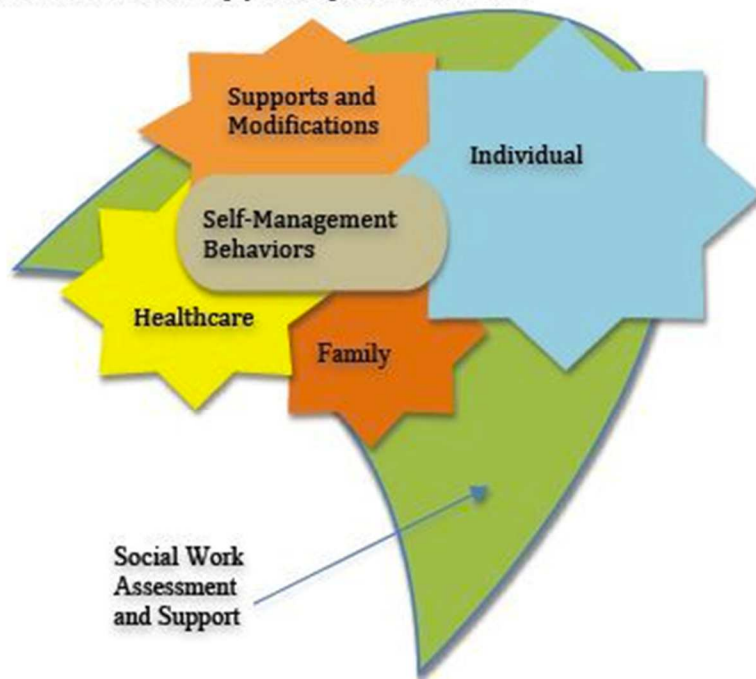 Supports and
Modifications
Individual
Self-Management
Behaviors
Healthcare
Family
Social Work
Assessment
and Support